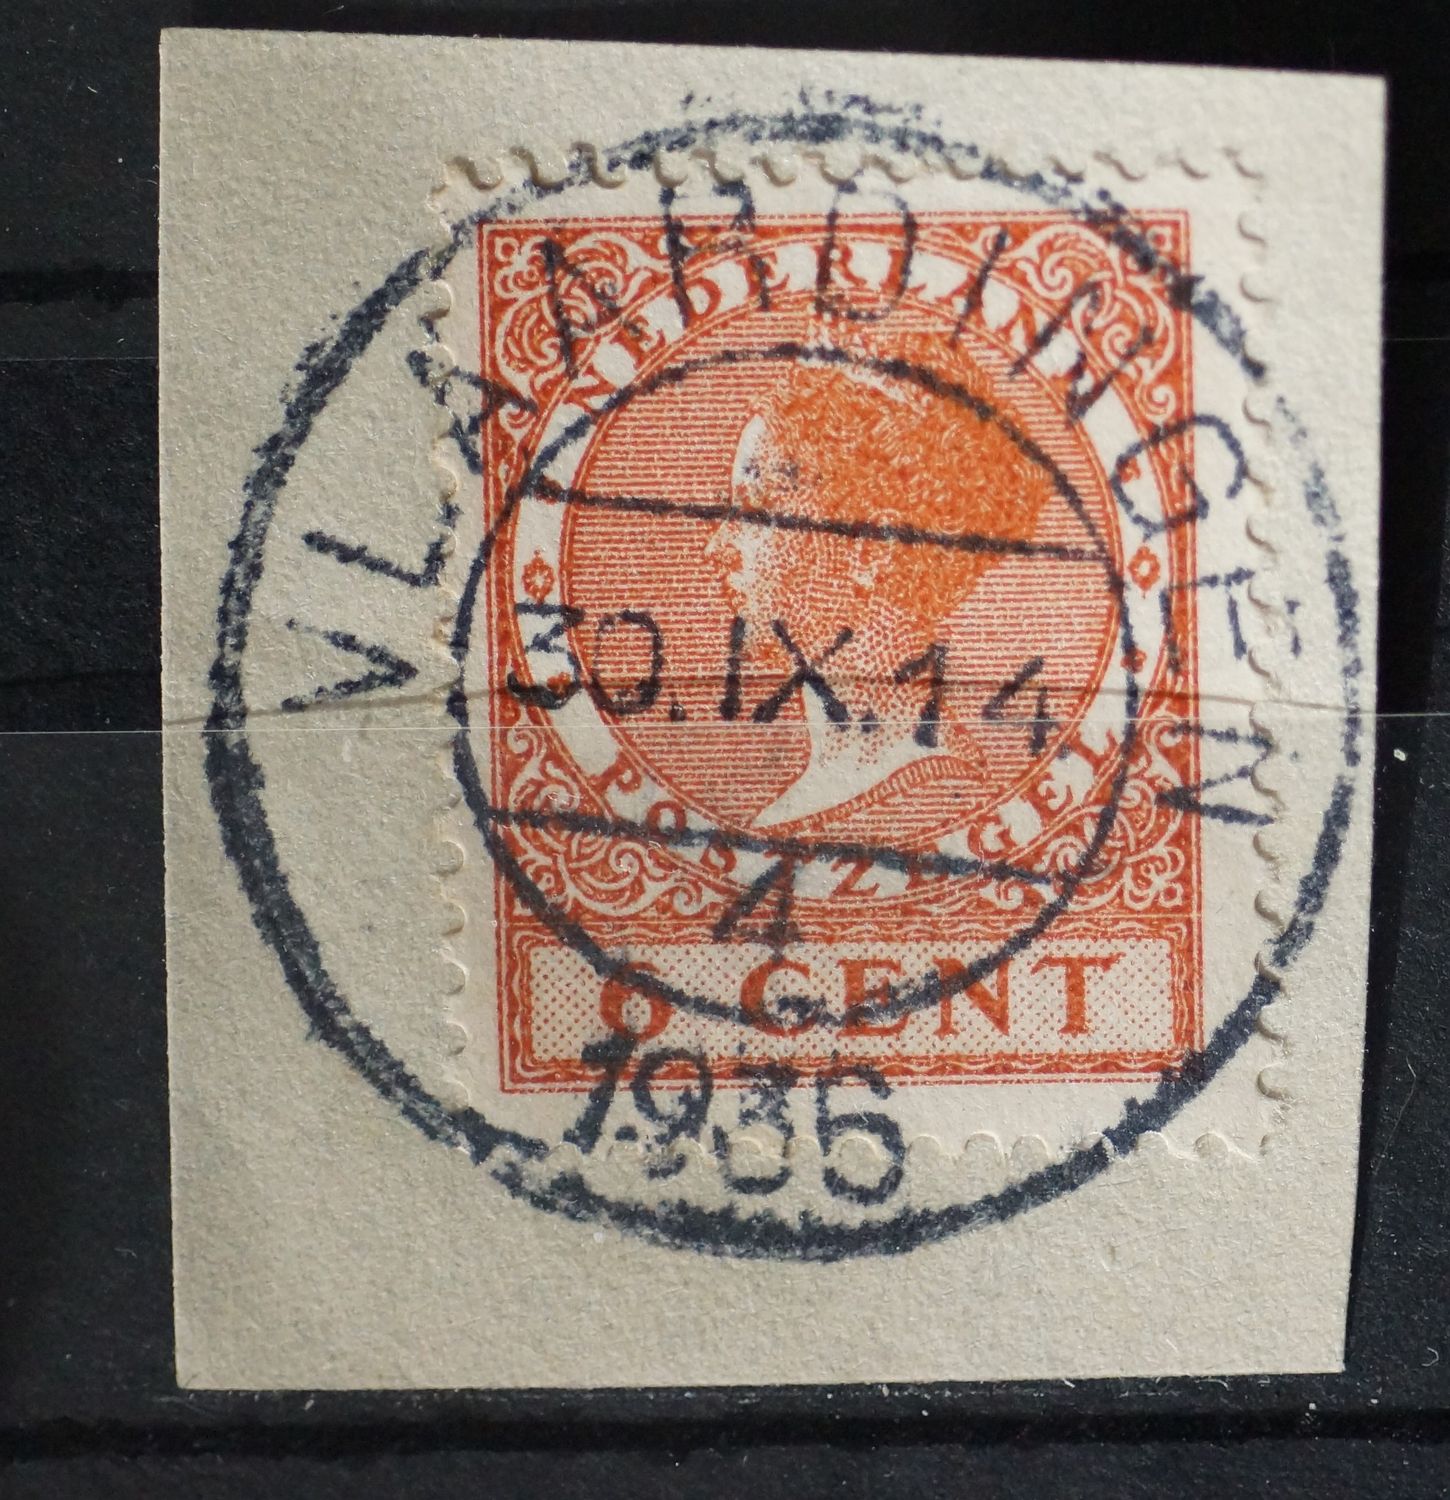 VLAARDINGEN
NEDERLAND
30.IX.14
POSTZEGEL
4
6 CENT
1936